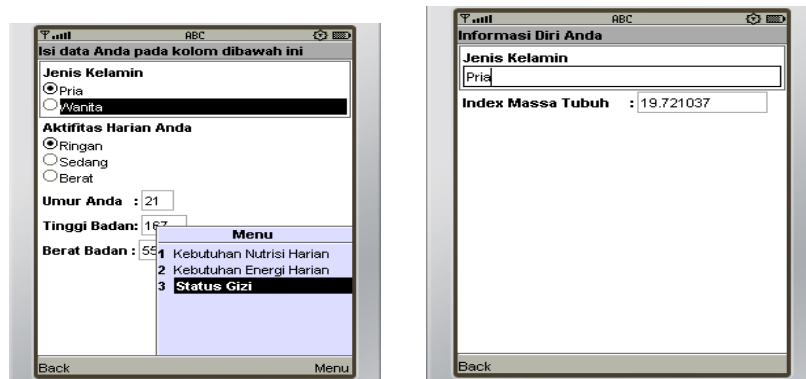 ABC
Isi data Anda pada kolom dibawah ini
Jenis Kelamin
Pria
Wanita
Aktifitas Harian Anda
Ringan
Sedang
Berat
Umur Anda : 21
Tinggi Badan: 167
Berat Badan : 55
Menu
1 Kebutuhan Nutrisi Harian
2 Kebutuhan Energi Harian
3 Status Gizi
Back Menu
ABC
Informasi Diri Anda
Jenis Kelamin
Pria
Index Massa Tubuh : 19.721037
Back